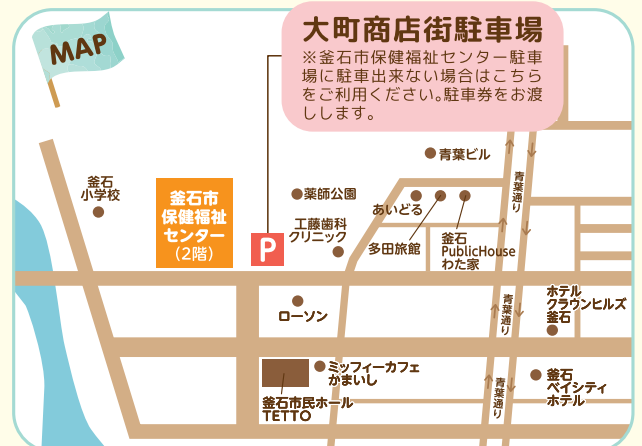 MAP
大町商店街駐車場
※釜石市保健福祉センター駐車
場に駐車出来ない場合はこちら
をご利用ください。駐車券をお渡
しします。
青葉ビル
釜石
小学校
釜石市
保健福祉
センター
(2階)
薬師公園
あいどる
青葉通り
工藤歯科
クリニック
P
多田旅館
釜石
PublicHouse
わた家
ローソン
青葉通り
ホテル
クラウンヒルズ
釜石
ミッフィーカフェ
かまいし
釜石市民ホール
TETTO
青葉通り
釜石
ベイシティ
ホテル